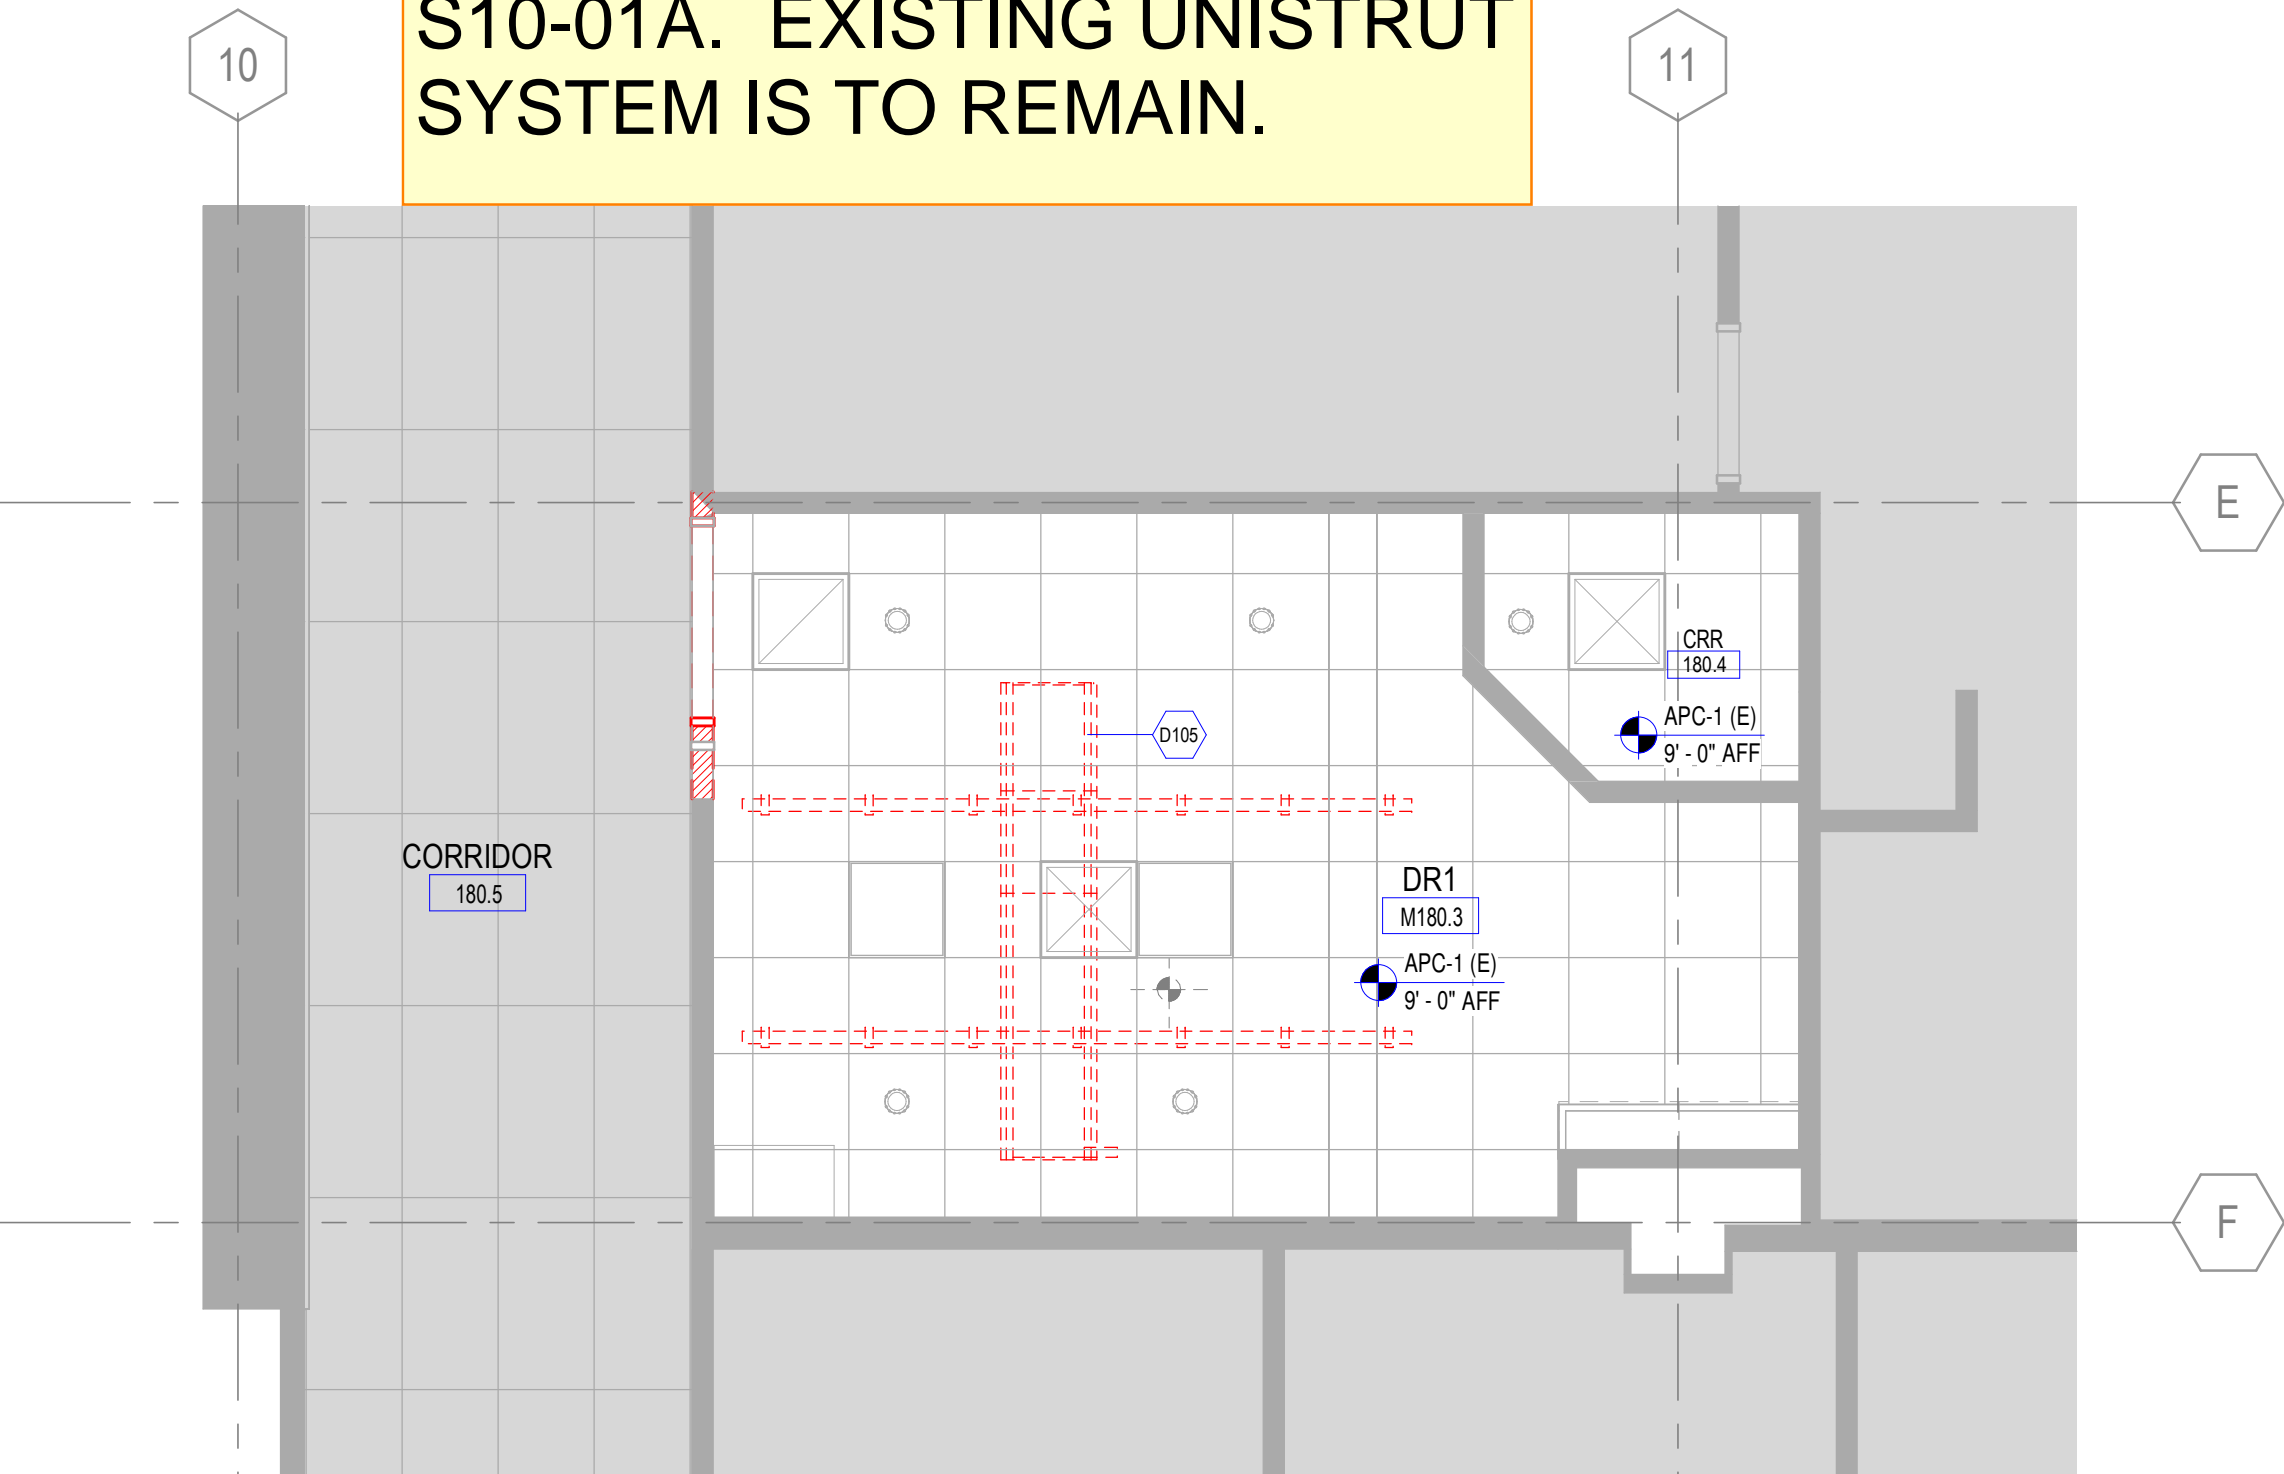 S10-01A. EXISTING UNISTRUT
SYSTEM IS TO REMAIN.
10
11
E
CRR
180.4
APC-1 (E)
9' - 0" AFF
D105
CORRIDOR
180.5
DR1
M180.3
APC-1 (E)
9' - 0" AFF
F